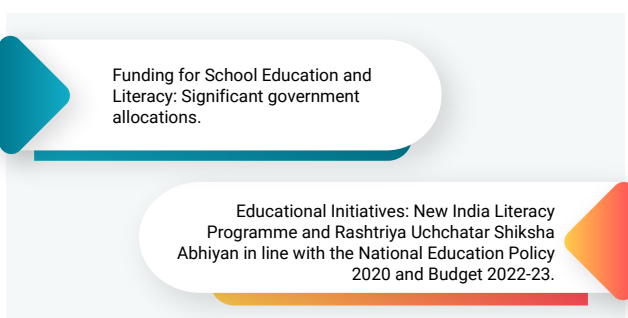 Funding for School Education and
Literacy: Significant government
allocations.
Educational Initiatives: New India Literacy
Programme and Rashtriya Uchchatar Shiksha
Abhiyan in line with the National Education Policy
2020 and Budget 2022-23.